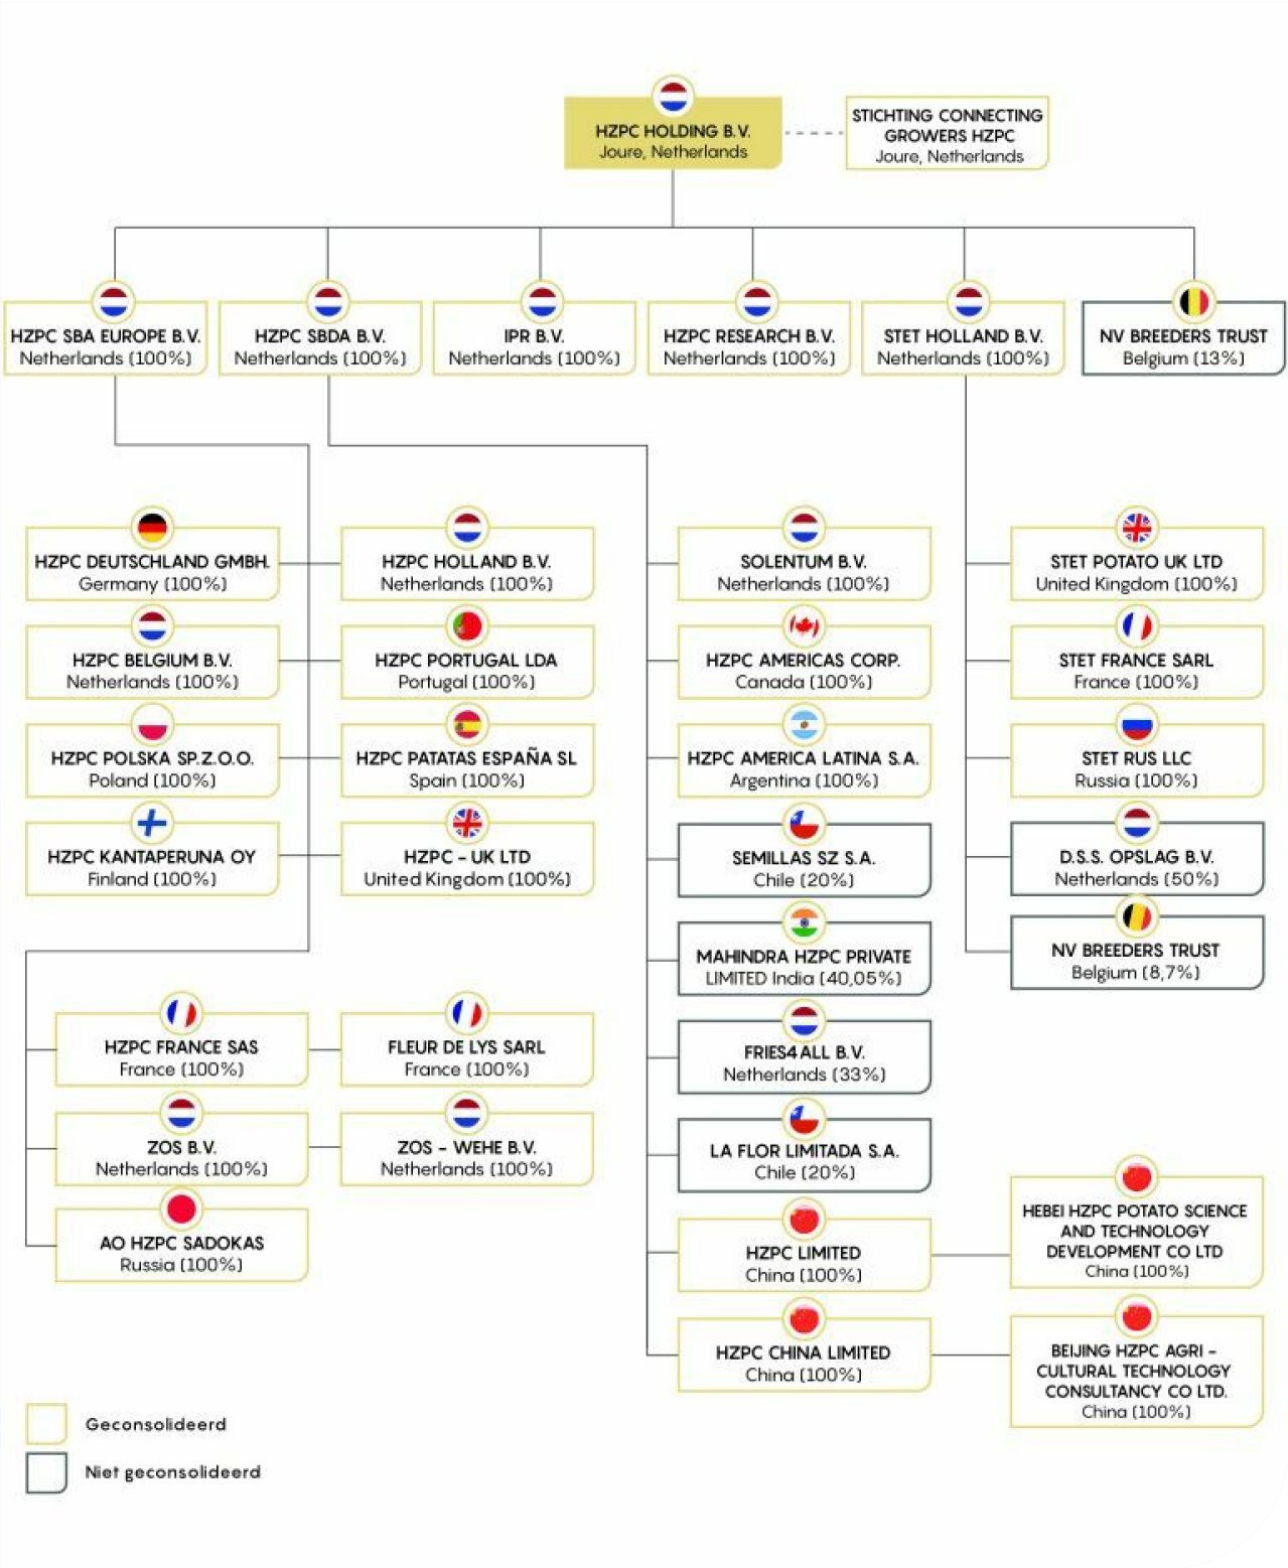 HZPC HOLDING B.V.
Joure, Netherlands
STICHTING CONNECTING
GROWERS HZPC
Joure, Netherlands
HZPC SBA EUROPE B.V.
Netherlands (100%)
HZPC SBDA B.V.
Netherlands (100%)
IPR B.V.
Netherlands (100%)
HZPC RESEARCH B.V.
Netherlands (100%)
STET HOLLAND B.V.
Netherlands (100%)
NV BREEDERS TRUST
Belgium (13%)
HZPC DEUTSCHLAND GMBH.
Germany (100%)
HZPC HOLLAND B.V.
Netherlands (100%)
HZPC BELGIUM B.V.
Netherlands (100%)
HZPC PORTUGAL LDA
Portugal (100%)
HZPC POLSKA SP.Z.O.O.
Poland (100%)
HZPC PATATAS ESPAÑA SL
Spain (100%)
HZPC KANTAPERUNA OY
Finland (100%)
HZPC – UK LTD
United Kingdom (100%)
HZPC FRANCE SAS
France (100%)
FLEUR DE LYS SARL
France (100%)
ZOS B.V.
Netherlands (100%)
ZOS – WEHE B.V.
Netherlands (100%)
AO HZPC SADOKAS
Russia (100%)
SOLENTUM B.V.
Netherlands (100%)
HZPC AMERICAS CORP.
Canada (100%)
HZPC AMERICA LATINA S.A.
Argentina (100%)
SEMILLAS SZ S.A.
Chile (20%)
MAHINDRA HZPC PRIVATE
LIMITED India (40,05%)
FRIES4ALL B.V.
Netherlands (33%)
LA FLOR LIMITADA S.A.
Chile (20%)
HZPC LIMITED
China (100%)
HEBEI HZPC POTATO SCIENCE
AND TECHNOLOGY
DEVELOPMENT CO LTD
China (100%)
HZPC CHINA LIMITED
China (100%)
BEIJING HZPC AGRI –
CULTURAL TECHNOLOGY
CONSULTANCY CO LTD.
China (100%)
STET POTATO UK LTD
United Kingdom (100%)
STET FRANCE SARL
France (100%)
STET RUS LLC
Russia (100%)
D.S.S. OPSLAG B.V.
Netherlands (50%)
NV BREEDERS TRUST
Belgium (8,7%)
Geconsolideerd
Niet geconsolideerd